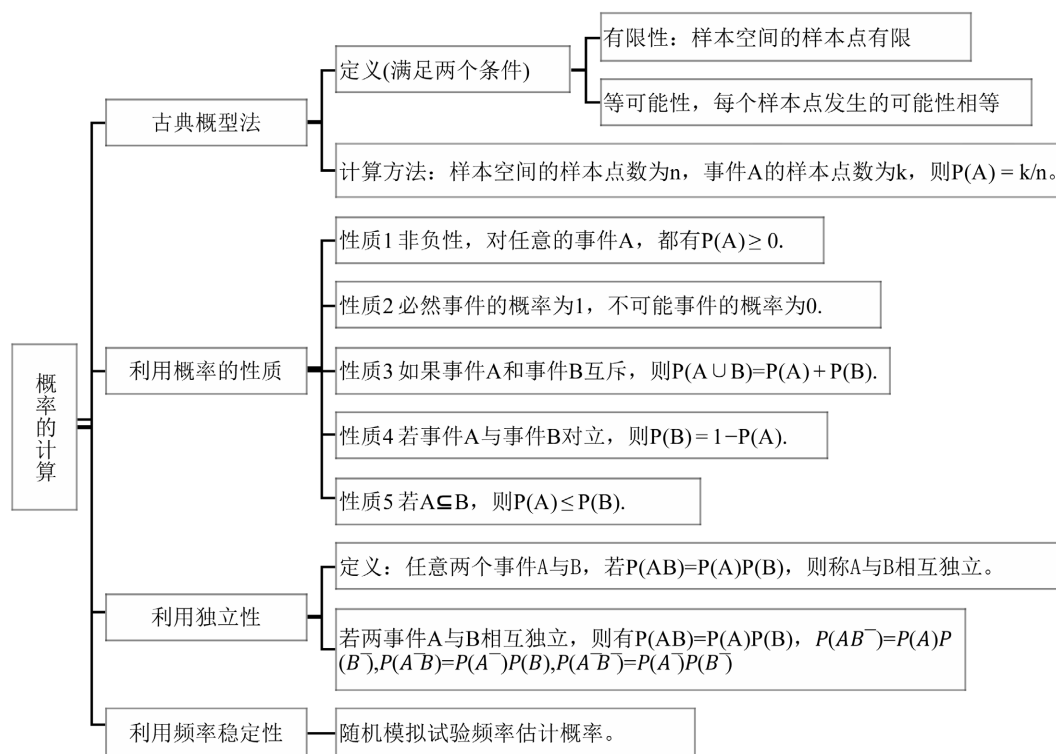 概率的计算
古典概型法
定义(满足两个条件)
有限性：样本空间的样本点有限
等可能性，每个样本点发生的可能性相等
计算方法：样本空间的样本点数为n，事件A的样本点数为k，则P(A) = k/n。
利用概率的性质
性质1 非负性，对任意的事件A，都有P(A) ≥ 0.
性质2 必然事件的概率为1，不可能事件的概率为0.
性质3 如果事件A和事件B互斥，则P(A∪B)=P(A)+P(B).
性质4 若事件A与事件B对立，则P(B) = 1−P(A).
性质5 若A⊆B，则P(A) ≤ P(B).
利用独立性
定义：任意两个事件A与B，若P(AB)=P(A)P(B)，则称A与B相互独立。
若两事件A与B相互独立，则有P(AB)=P(A)P(B)，P(AB¯)=P(A)P
(B¯),P(A¯B)=P(A¯)P(B),P(A¯B¯)=P(A¯)P(B¯)
利用频率稳定性
随机模拟试验频率估计概率。